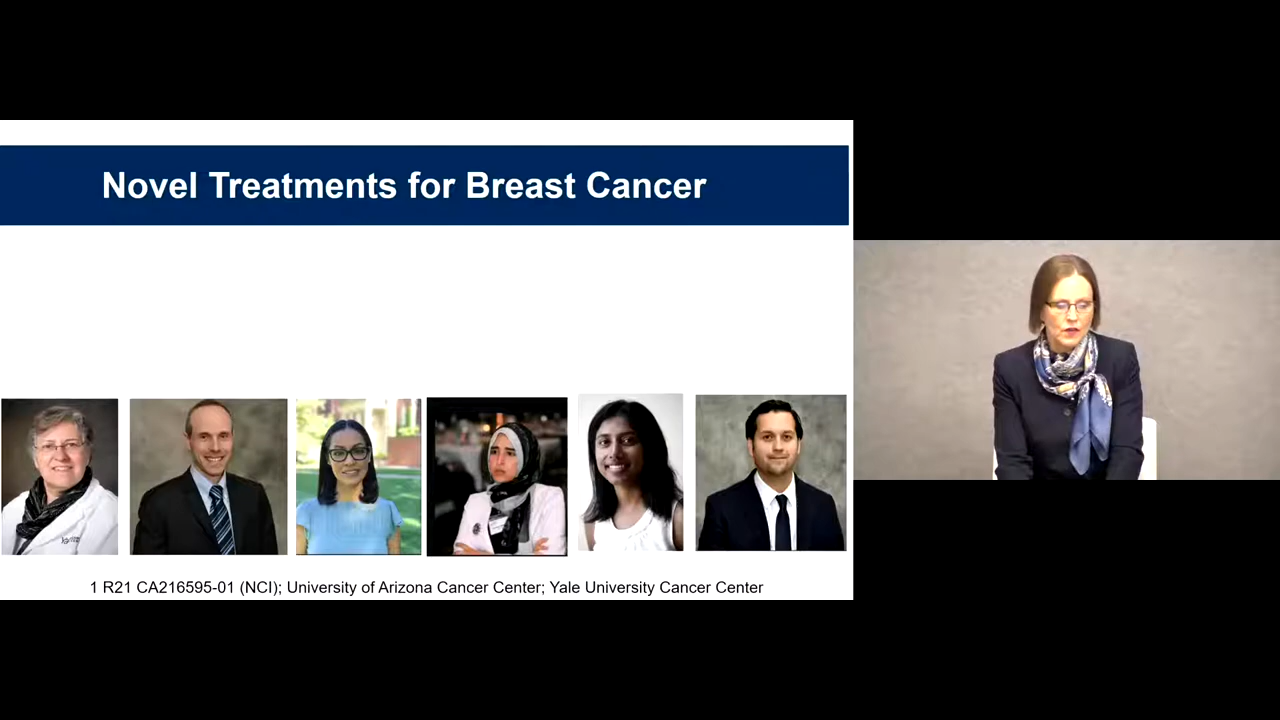 Novel Treatments for Breast Cancer
1 R21 CA216595-01 (NCI); University of Arizona Cancer Center; Yale University Cancer Center